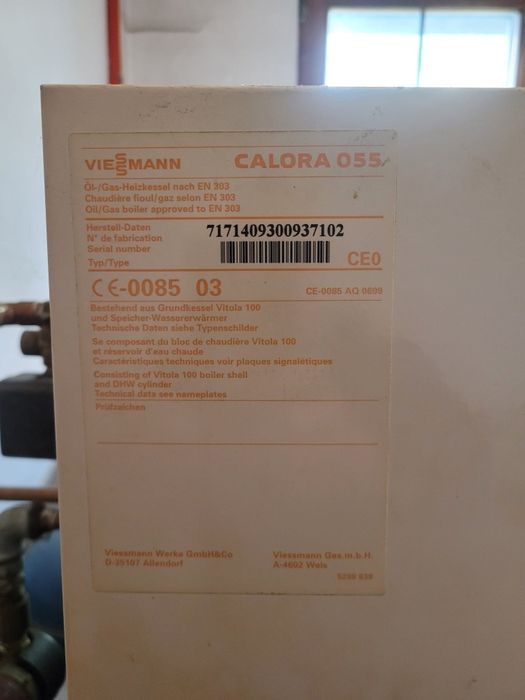 VIESSMANN CALORA 055
Öl-/Gas-Heizkessel nach EN 303
Chaudière fioul/gaz selon EN 303
Oil/Gas boiler approved to EN 303
Herstell-Daten
N° de fabrication
Serial number
7171409300937102
Typ/Type
CE0
CE-0085 03
CE-0085 AQ 0699
Bestehend aus Grundkessel Vitola 100
und Speicher-Wassererwärmer
Technische Daten siehe Typenschilder
Se composant du bloc de chaudière Vitola 100
et réservoir d'eau chaude
Caractéristiques techniques voir plaques signalétiques
Consisting of Vitola 100 boiler shell
and DHW cylinder
Technical data see nameplates
Prüfzeichen
Viessmann Werke GmbH&Co
D-35107 Allendorf
Viessmann Ges.m.b.H.
A-4602 Wels